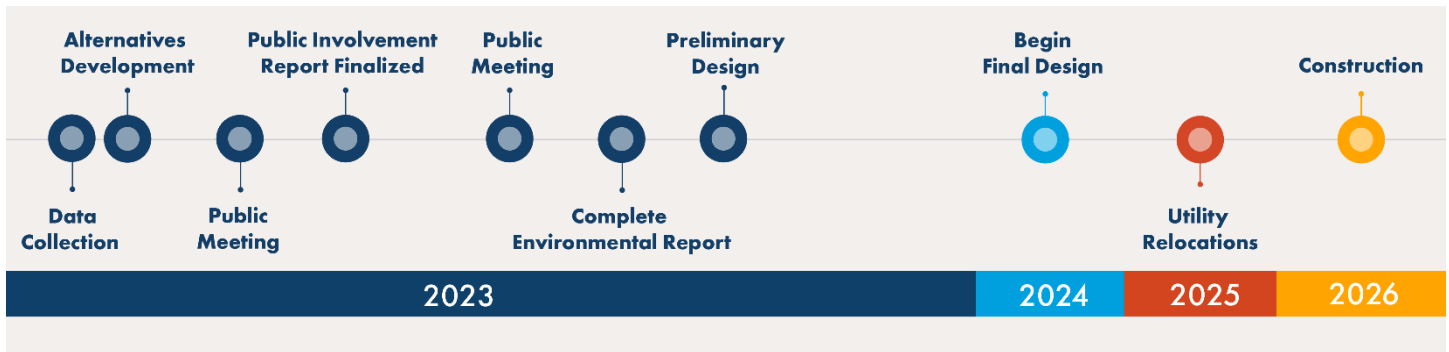 Alternatives
Development
Public Involvement
Report Finalized
Public
Meeting
Preliminary
Design
Begin
Final Design
Construction
Data
Collection
Public
Meeting
Complete
Environmental Report
Utility
Relocations
2023
2024
2025
2026